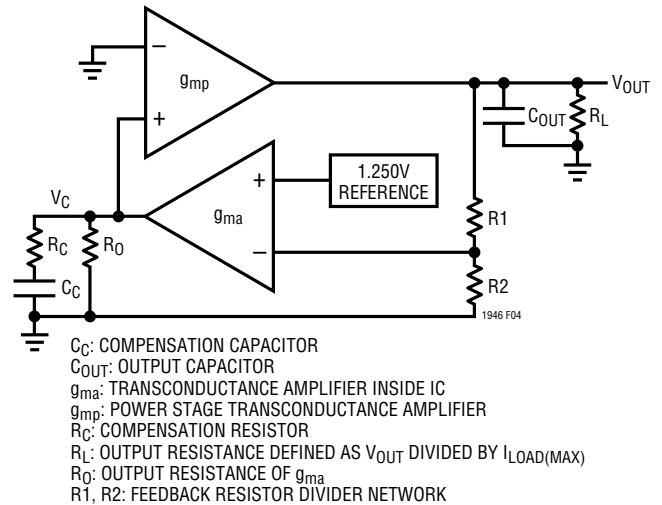 −
gmp
+
VOUT
COUT
RL
1.250V
REFERENCE
+
gma
−
VC
RC
RO
CC
R1
R2
1946 F04
CC: COMPENSATION CAPACITOR
COUT: OUTPUT CAPACITOR
gma: TRANSCONDUCTANCE AMPLIFIER INSIDE IC
gmp: POWER STAGE TRANSCONDUCTANCE AMPLIFIER
RC: COMPENSATION RESISTOR
RL: OUTPUT RESISTANCE DEFINED AS VOUT DIVIDED BY ILOAD(MAX)
RO: OUTPUT RESISTANCE OF gma
R1, R2: FEEDBACK RESISTOR DIVIDER NETWORK